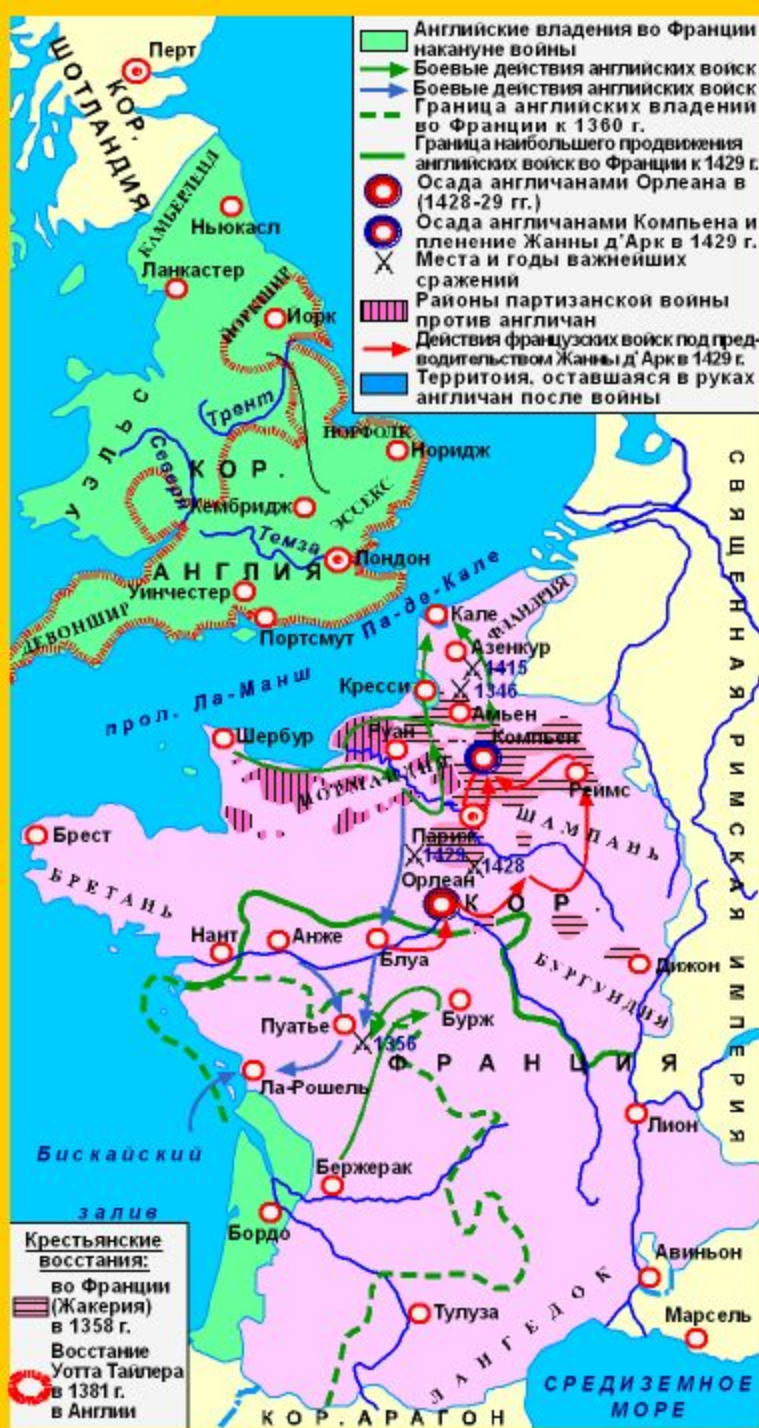 Английские владения во Франции
накануне войны
Боевые действия английских войск
Боевые действия английских войск
Граница английских владений
во Франции к 1360 г.
Граница наибольшего продвижения
английских войск во Франции к 1429 г.
Осада англичанами Орлеана в
(1428-29 гг.)
Осада англичанами Компьена и
пленение Жанны д'Арк в 1429 г.
Места и годы важнейших
сражений
Районы партизанской войны
против англичан
Действия французских войск под пред-
водительством Жанны д'Арк в 1429 г.
Территоия, оставшаяся в руках
англичан после войны
Перт
КОР.
ШОТЛАНДИЯ
КАМБЕРЛЕНД
Ньюкасл
Ланкастер
ЙОРКШИР
Йорк
Трент
УЭЛЬС
Северн
НОРФОЛК
Норидж
КОР.
Кембридж
ЭССЕКС
Темза
Лондон
АНГЛИЯ
Уинчестер
ДЕВОНШИР
Портсмут
Па-де-Кале
прол. Ла-Манш
СВЯЩЕННАЯ РИМСКАЯ ИМПЕРИЯ
Кале
ФЛАНДРИЯ
Азенкур
1415
Кресси
1346
Амьен
Шербур
Руан
Компьен
НОРМАНДИЯ
Реймс
Брест
ШАМПАНЬ
Париж
1429
1428
БРЕТАНЬ
Орлеан
КОР.
Нант
Анже
Блуа
Дижон
БУРГУНДИЯ
Пуатье
Бурж
1356
ФРАНЦИЯ
Ла-Рошель
Лион
Бискайский
залив
Бержерак
Бордо
Авиньон
Тулуза
ЛАНГЕДОК
Марсель
СРЕДИЗЕМНОЕ
МОРЕ
КОР. АРАГОН
Крестьянские
восстания:
во Франции
(Жакерия)
в 1358 г.
Восстание
Уотта Тайлера
в 1381 г.
в Англии